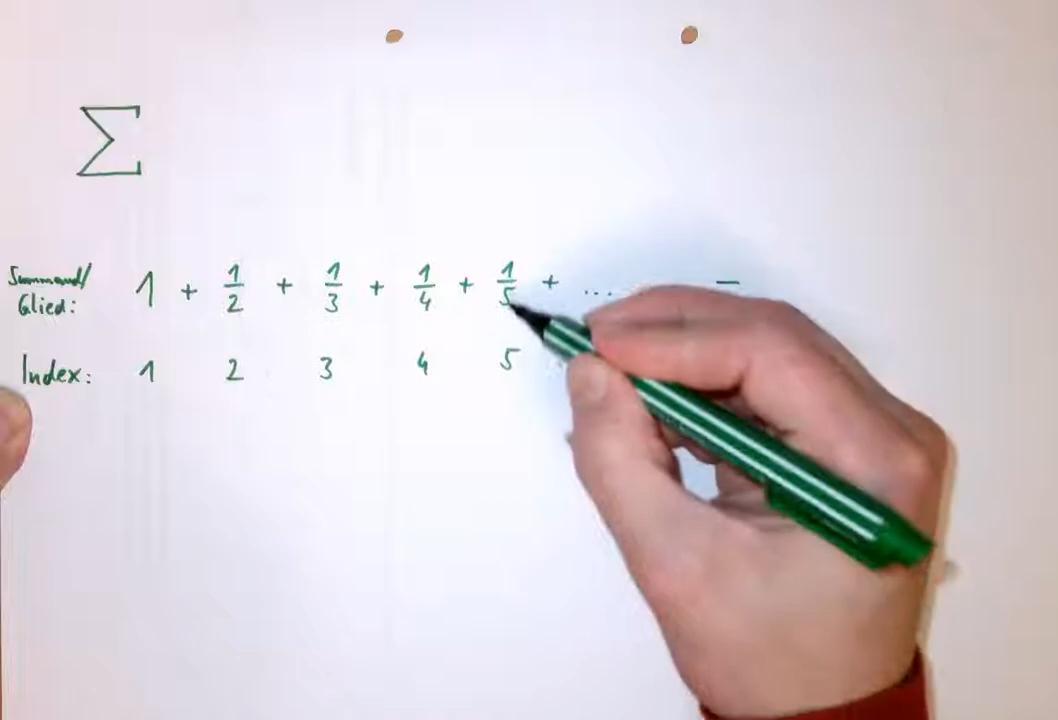 Σ
Summand/ 1 + 1/2 + 1/3 + 1/4 + 1/5 + ...
Glied:
Index: 1 2 3 4 5